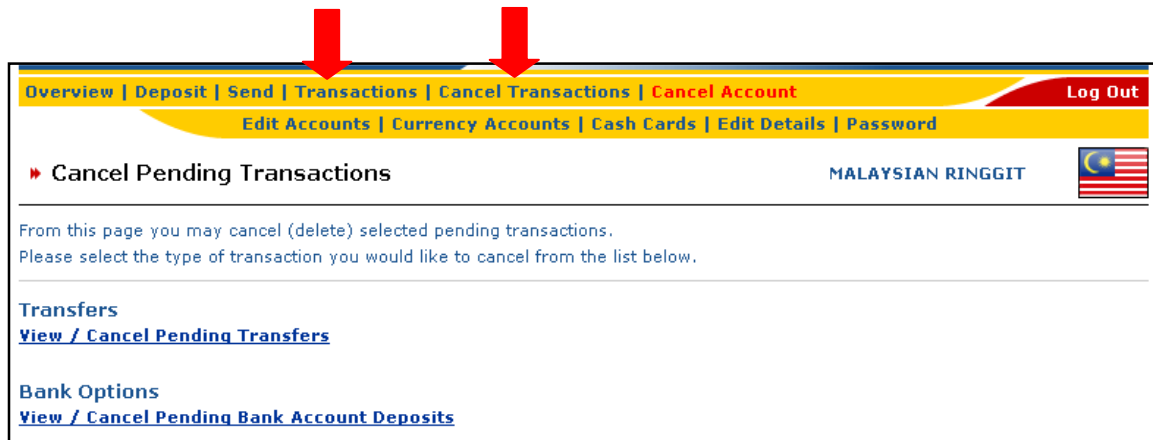 Overview | Deposit | Send | Transactions | Cancel Transactions | Cancel Account Log Out
Edit Accounts | Currency Accounts | Cash Cards | Edit Details | Password
Cancel Pending Transactions MALAYSIAN RINGGIT
From this page you may cancel (delete) selected pending transactions.
Please select the type of transaction you would like to cancel from the list below.
Transfers
View / Cancel Pending Transfers
Bank Options
View / Cancel Pending Bank Account Deposits